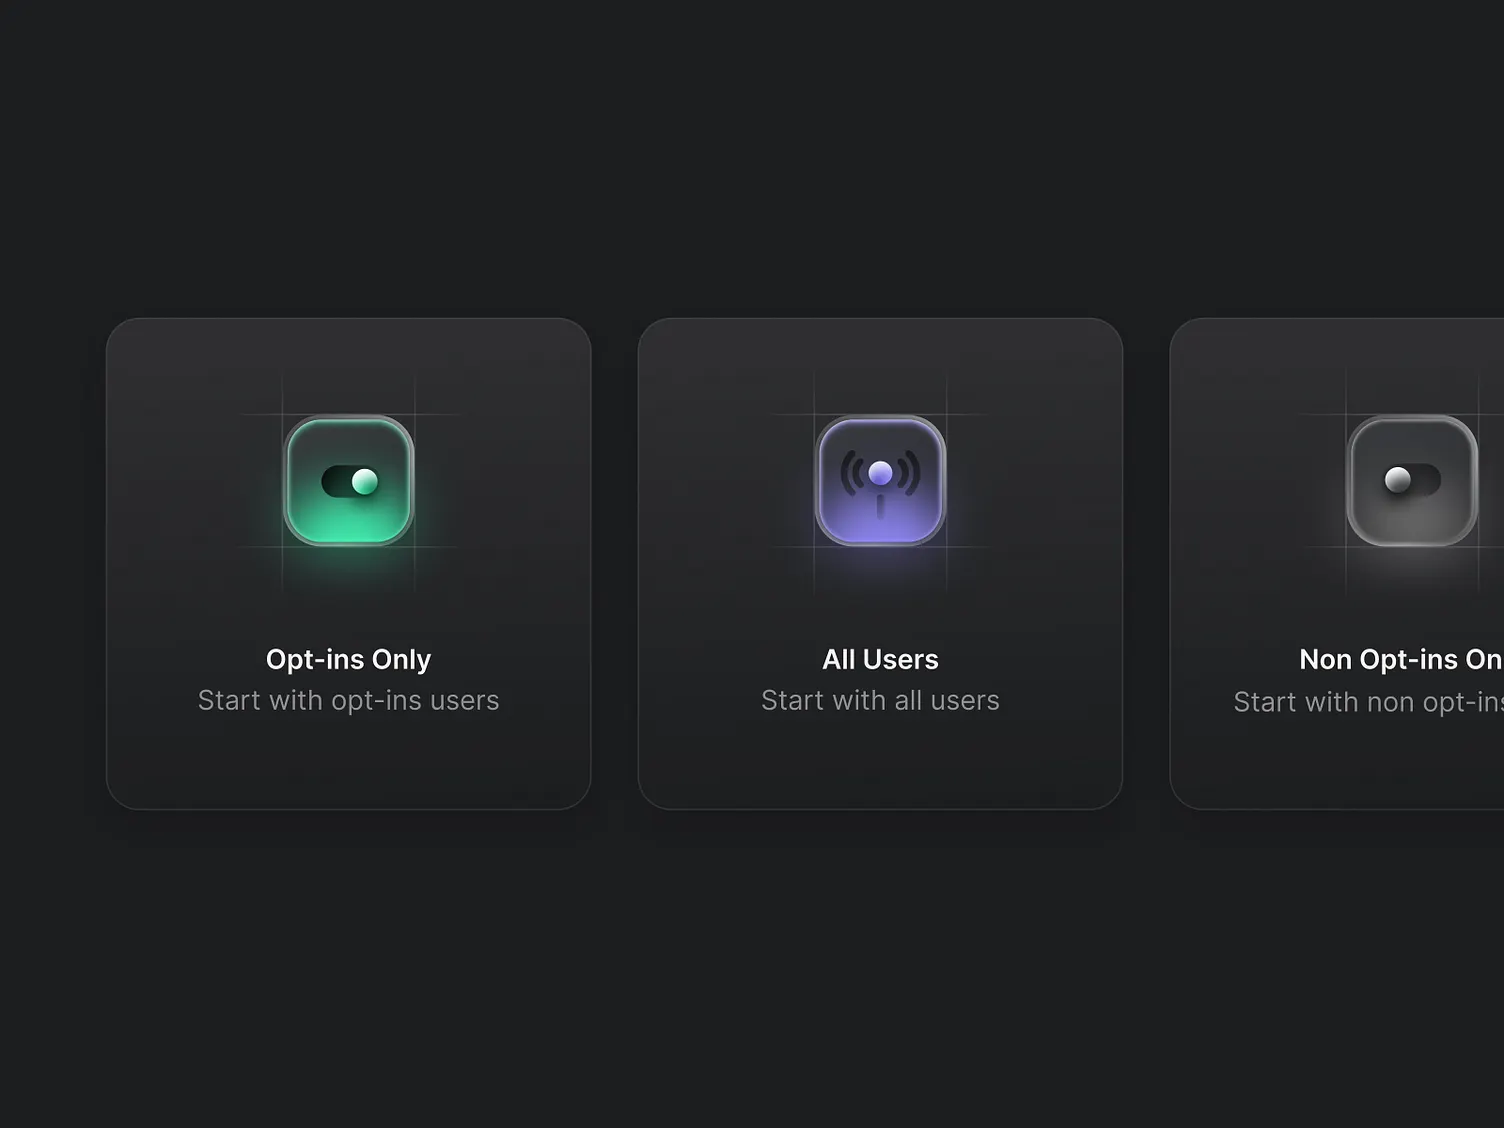 Opt-ins Only
Start with opt-ins users
All Users
Start with all users
Non Opt-ins On
Start with non opt-ins